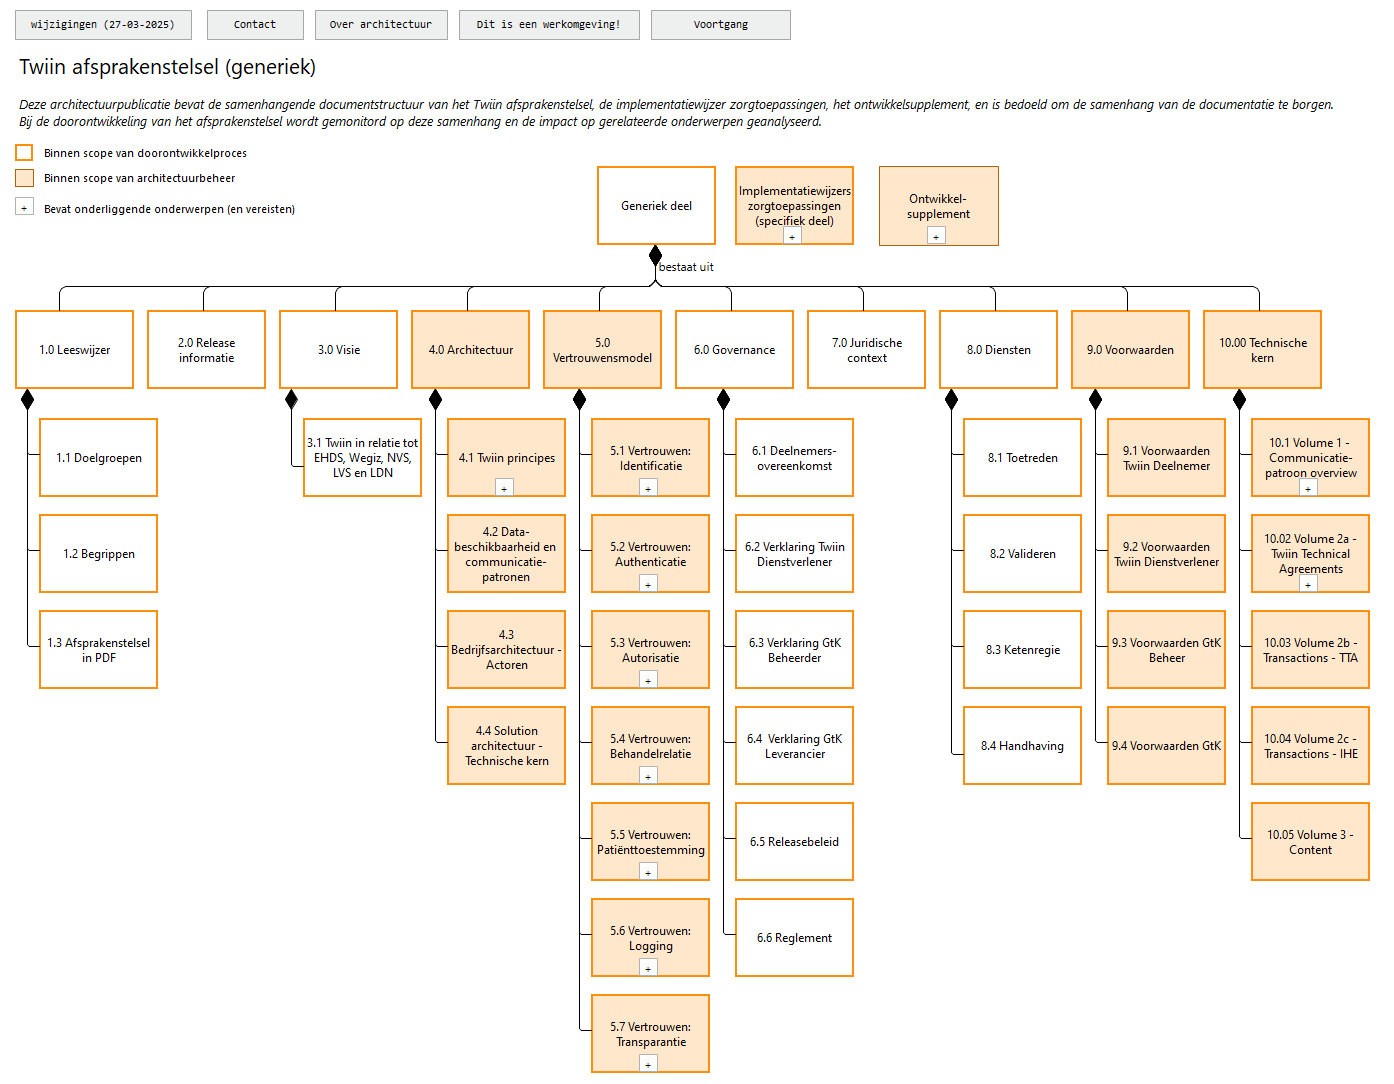 wijzigingen (27-03-2025)
Contact
Over architectuur
Dit is een werkomgeving!
Voortgang
Twiin afsprakenstelsel (generiek)
Deze architectuurpublicatie bevat de samenhangende documentstructuur van het Twiin afsprakenstelsel, de implementatiewijzer zorgtoepassingen, het ontwikkelsupplement, en is bedoeld om de samenhang van de documentatie te borgen.
Bij de doorontwikkeling van het afsprakenstelsel wordt gemonitord op deze samenhang en de impact op gerelateerde onderwerpen geanalyseerd.
Binnen scope van doorontwikkelproces
Binnen scope van architectuurbeheer
+
Bevat onderliggende onderwerpen (en vereisten)
Generiek deel
Implementatiewijzers
zorgtoepassingen
(specifiek deel)
+
Ontwikkel-
supplement
+
bestaat uit
1.0 Leeswijzer
2.0 Release
informatie
3.0 Visie
4.0 Architectuur
5.0
Vertrouwensmodel
6.0 Governance
7.0 Juridische
context
8.0 Diensten
9.0 Voorwaarden
10.00 Technische
kern
1.1 Doelgroepen
1.2 Begrippen
1.3 Afsprakenstelsel
in PDF
3.1 Twiin in relatie tot
EHDS, Wegiz, NVS,
LVS en LDN
4.1 Twiin principes
+
4.2 Data-
beschikbaarheid en
communicatie-
patronen
4.3
Bedrijfsarchitectuur -
Actoren
4.4 Solution
architectuur -
Technische kern
5.1 Vertrouwen:
Identificatie
+
5.2 Vertrouwen:
Authenticatie
+
5.3 Vertrouwen:
Autorisatie
+
5.4 Vertrouwen:
Behandelrelatie
+
5.5 Vertrouwen:
Patiënttoestemming
+
5.6 Vertrouwen:
Logging
+
5.7 Vertrouwen:
Transparantie
+
6.1 Deelnemers-
overeenkomst
6.2 Verklaring Twiin
Dienstverlener
6.3 Verklaring GtK
Beheerder
6.4  Verklaring GtK
Leverancier
6.5 Releasebeleid
6.6 Reglement
8.1 Toetreden
8.2 Valideren
8.3 Ketenregie
8.4 Handhaving
9.1 Voorwaarden
Twiin Deelnemer
9.2 Voorwaarden
Twiin Dienstverlener
9.3 Voorwaarden GtK
Beheer
9.4 Voorwaarden GtK
10.1 Volume 1 -
Communicatie-
patroon overview
+
10.02 Volume 2a -
Twiin Technical
Agreements
+
10.03 Volume 2b -
Transactions - TTA
10.04 Volume 2c -
Transactions - IHE
10.05 Volume 3 -
Content